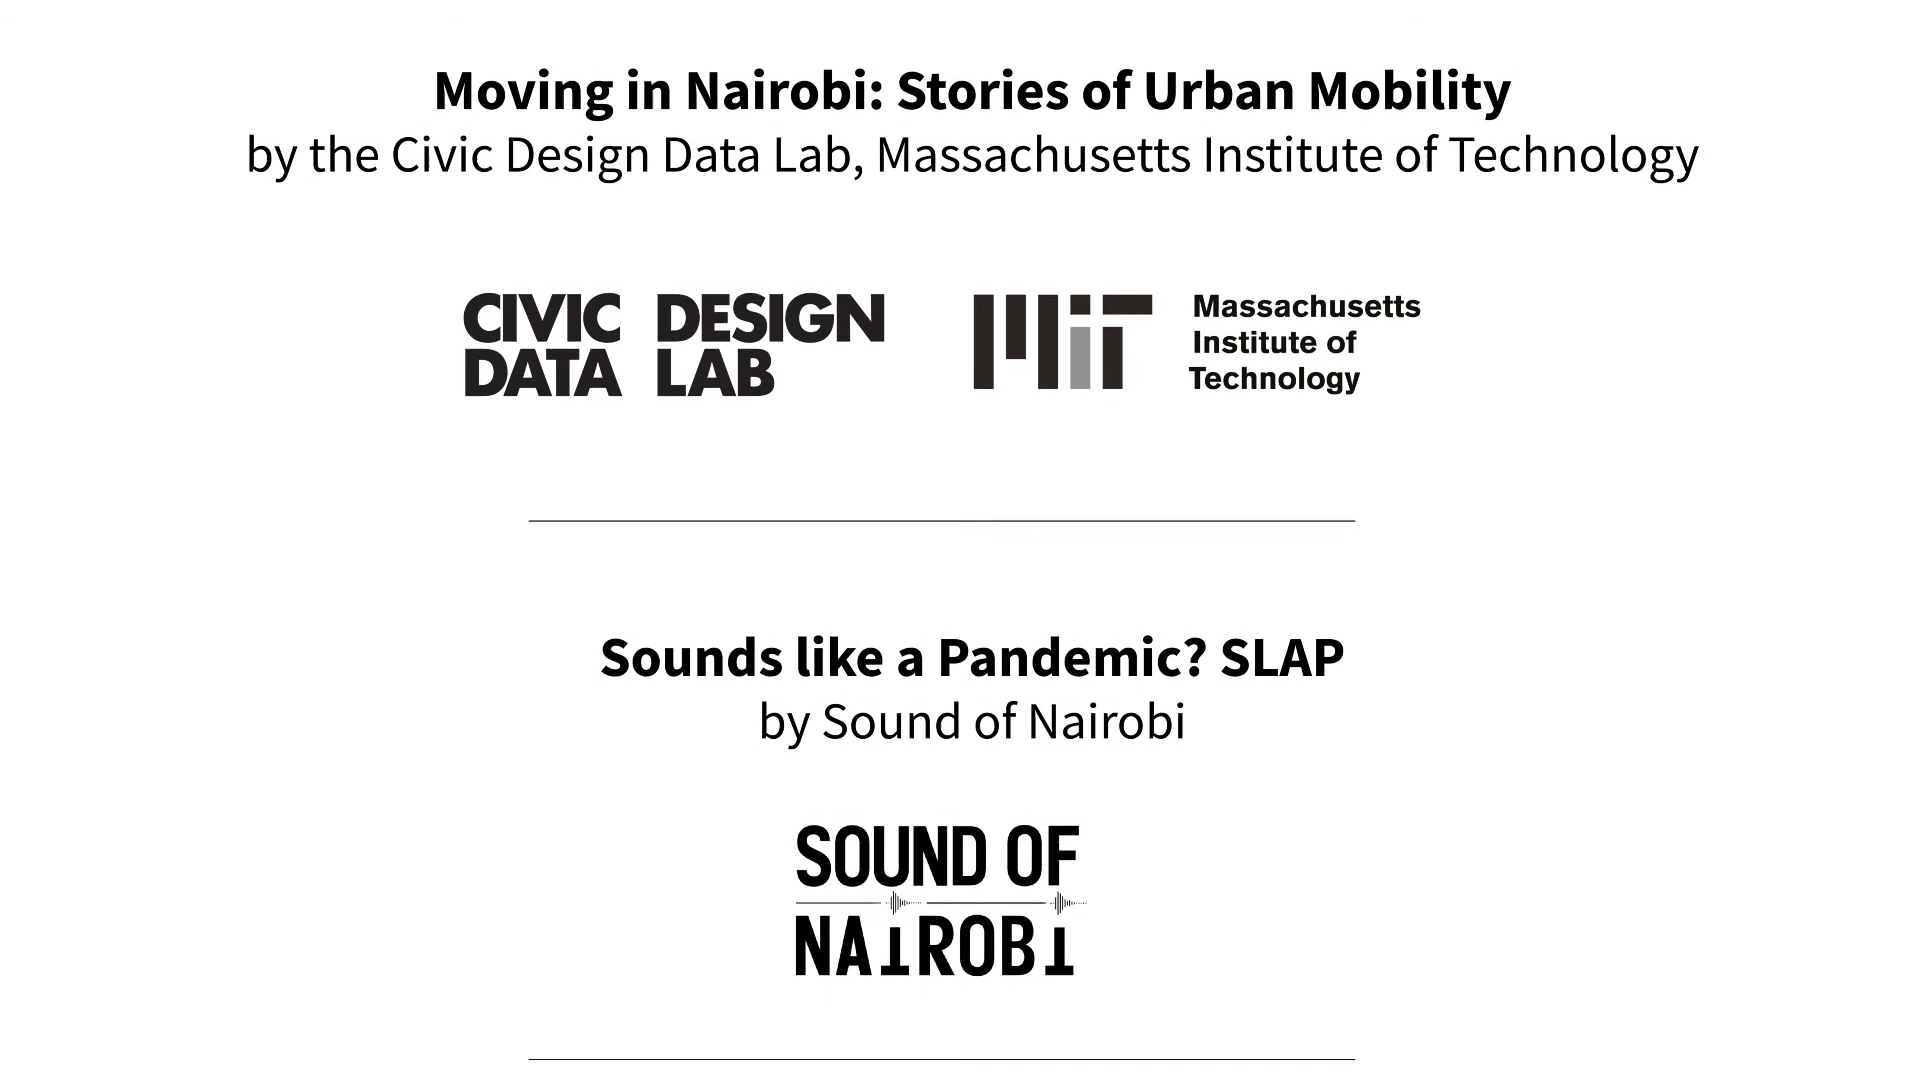 Moving in Nairobi: Stories of Urban Mobility
by the Civic Design Data Lab, Massachusetts Institute of Technology
CIVIC DESIGN
DATA LAB
MIT
Massachusetts
Institute of
Technology
Sounds like a Pandemic? SLAP
by Sound of Nairobi
SOUND OF
NAIROBI